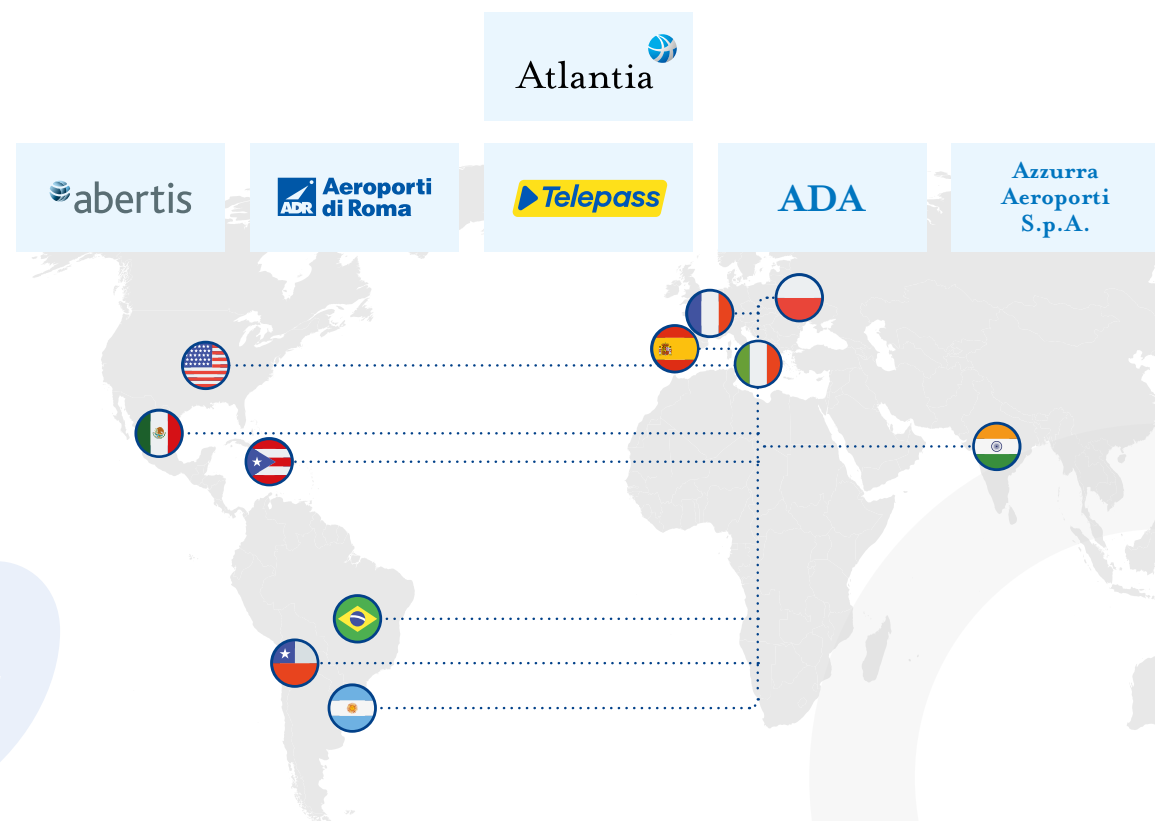 Atlantia
abertis
ADR
Aeroporti
di Roma
Telepass
ADA
Azzurra
Aeroporti
S.p.A.